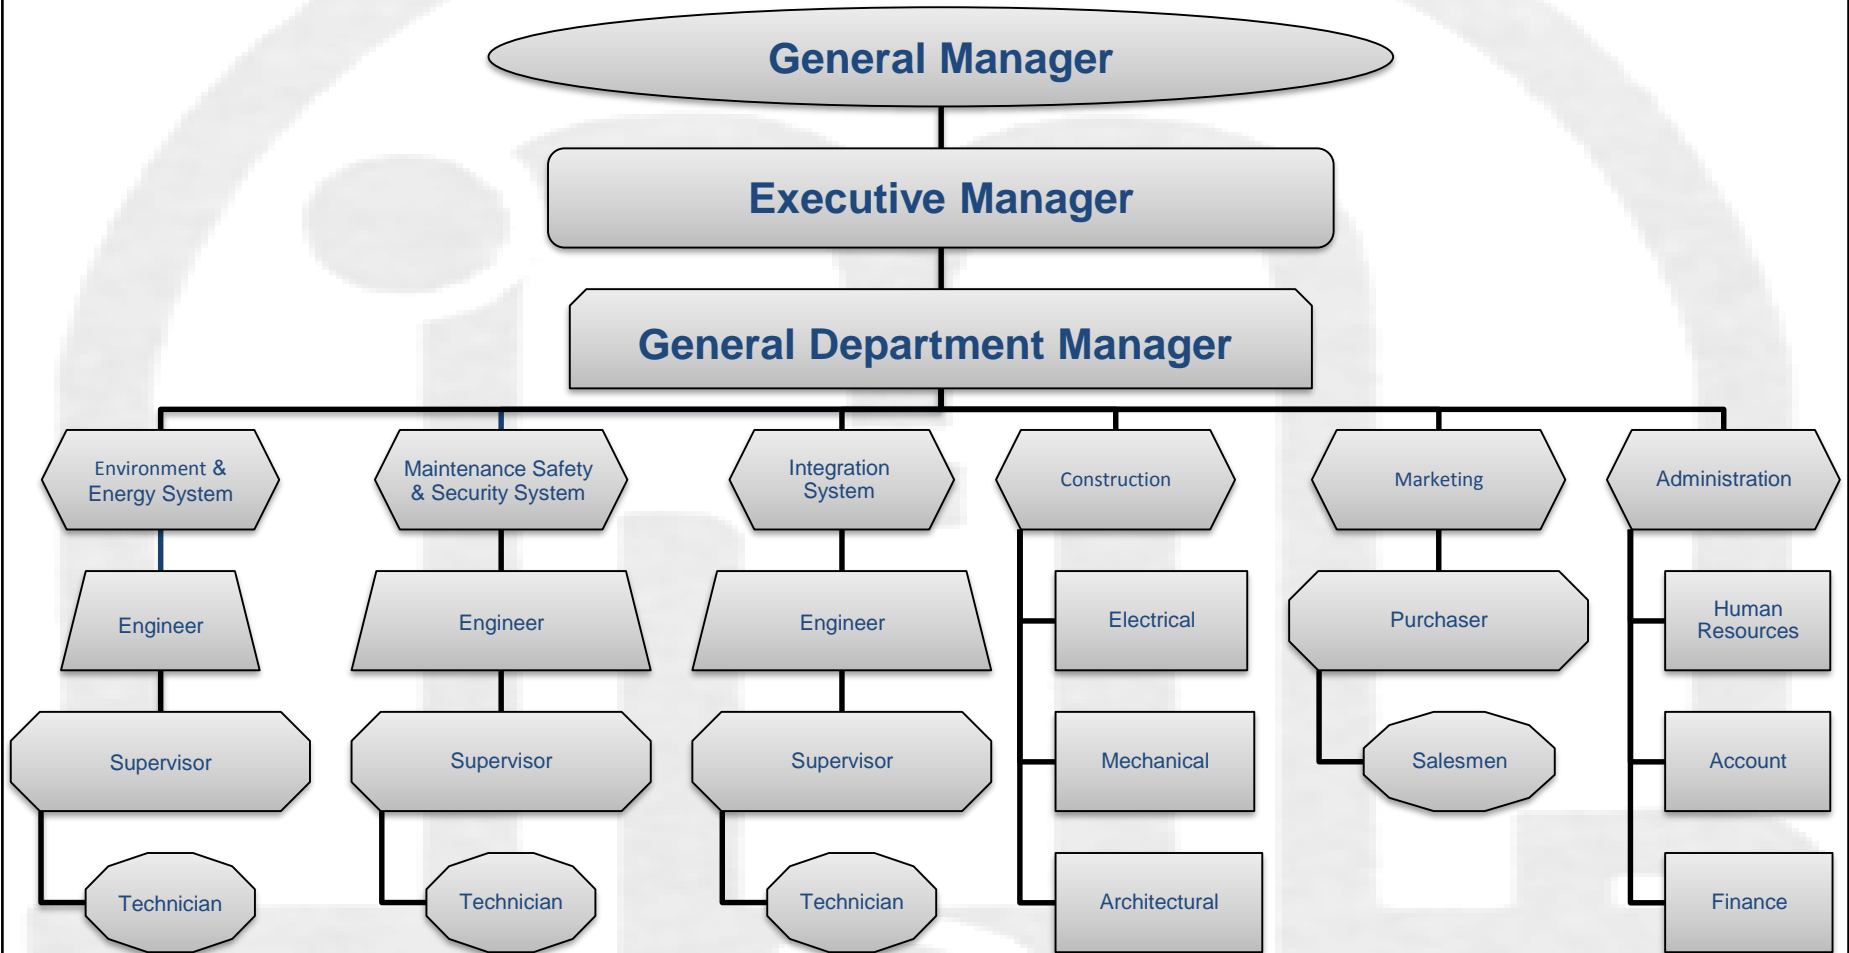 General Manager
Executive Manager
General Department Manager
Environment &
Energy System
Maintenance Safety
& Security System
Integration
System
Construction
Marketing
Administration
Engineer
Engineer
Engineer
Electrical
Purchaser
Human
Resources
Supervisor
Supervisor
Supervisor
Mechanical
Salesmen
Account
Technician
Technician
Technician
Architectural
Finance